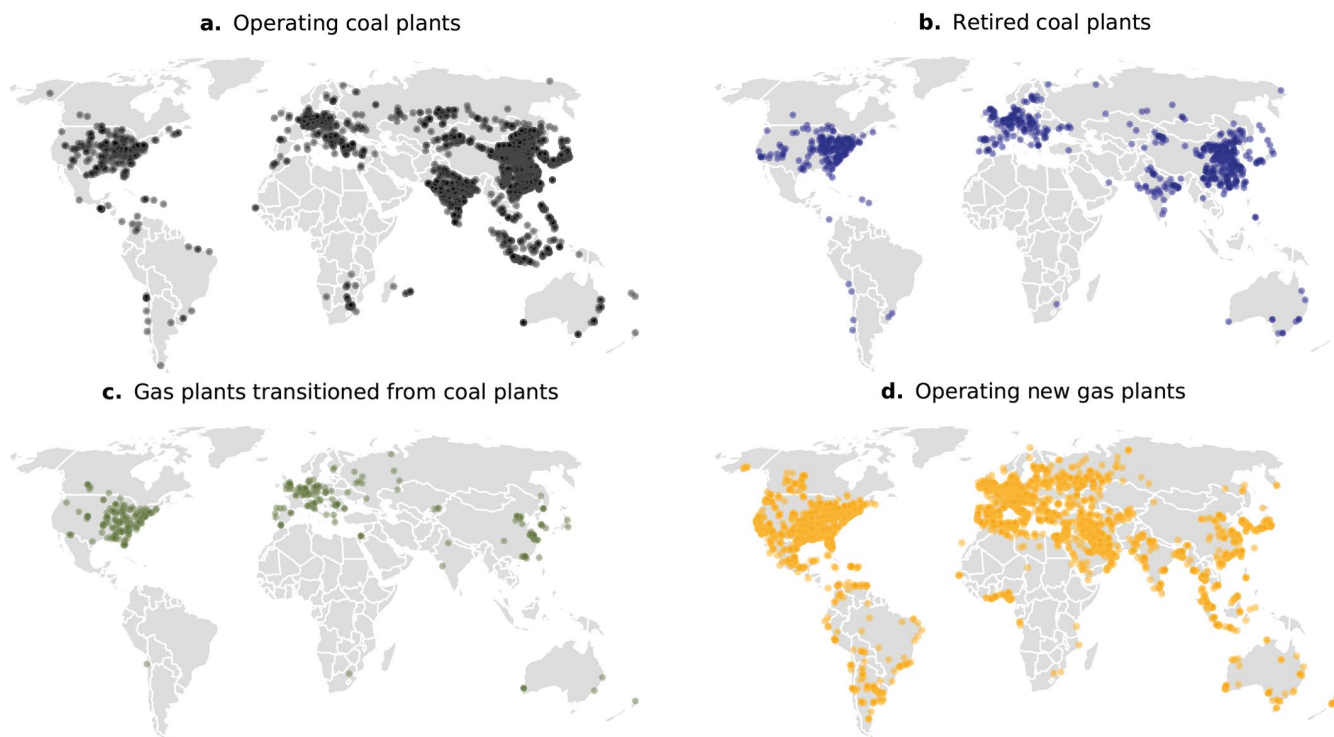 a. Operating coal plants
b. Retired coal plants
c. Gas plants transitioned from coal plants
d. Operating new gas plants